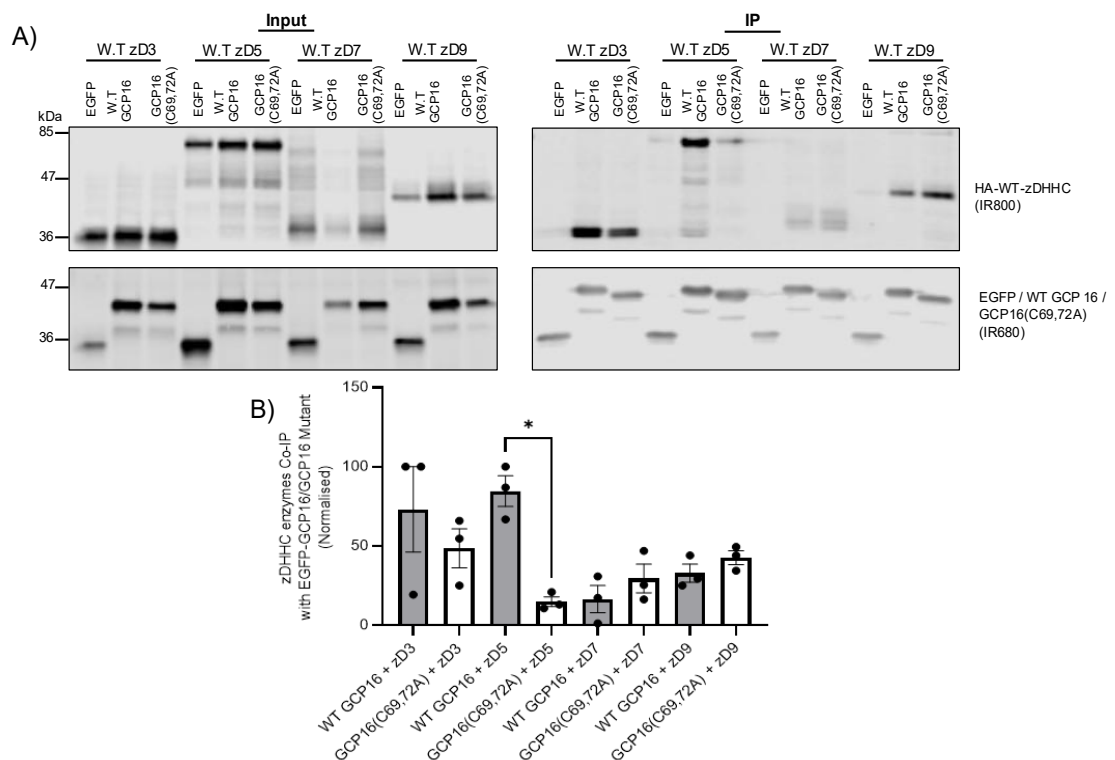 A)
Input
IP
W.T zD3 W.T zD5 W.T zD7 W.T zD9
W.T zD3 W.T zD5 W.T zD7 W.T zD9
EGFP
W.T
GCP16
GCP16
(C69,72A)
EGFP
W.T
GCP16
GCP16
(C69,72A)
EGFP
W.T
GCP16
GCP16
(C69,72A)
EGFP
W.T
GCP16
GCP16
(C69,72A)
EGFP
W.T
GCP16
GCP16
(C69,72A)
EGFP
W.T
GCP16
GCP16
(C69,72A)
EGFP
W.T
GCP16
GCP16
(C69,72A)
EGFP
W.T
GCP16
GCP16
(C69,72A)
kDa
85
47
36
HA-WT-zDHHC
(IR800)
47
36
EGFP / WT GCP 16 /
GCP16(C69,72A)
(IR680)
B)
zDHHC enzymes Co-IP
with EGFP-GCP16/GCP16 Mutant
(Normalised)
150
100
50
0
*
WT GCP16 + zD3
GCP16(C69,72A) + zD3
WT GCP16 + zD5
GCP16(C69,72A) + zD5
WT GCP16 + zD7
GCP16(C69,72A) + zD7
WT GCP16 + zD9
GCP16(C69,72A) + zD9